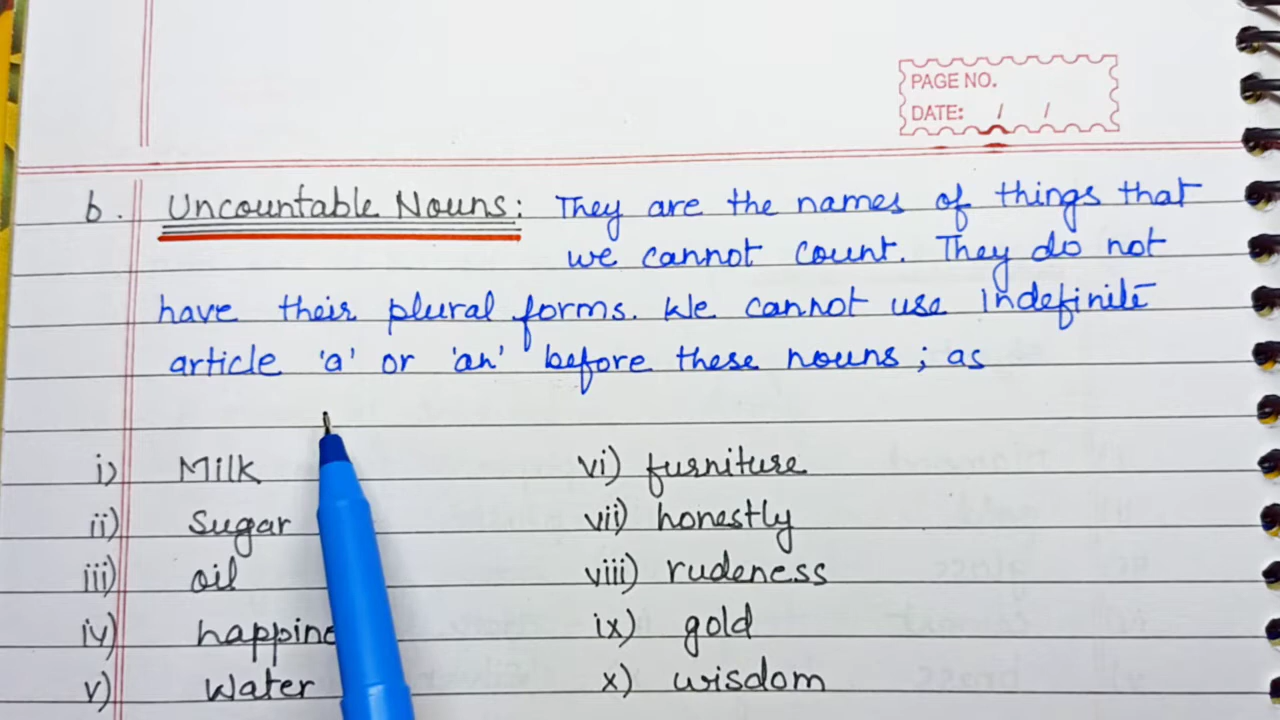 PAGE NO.
DATE: / /
b. Uncountable Nouns: They are the names of things that
we cannot count. They do not
have their plural forms. We cannot use indefinite
article 'a' or 'an' before these nouns; as
i) Milk vi) furniture
ii) Sugar vii) honestly
iii) oil viii) rudeness
iv) ix) gold
v) Water x) wisdom